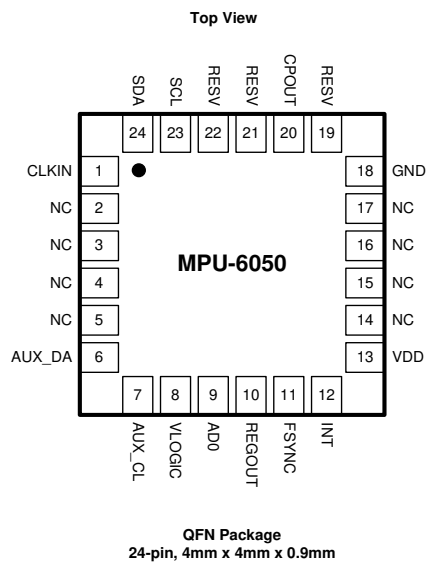 Top View
SDA
SCL
RESV
RESV
CPOUT
RESV
24
23
22
21
20
19
CLKIN 1
18 GND
NC 2
17 NC
NC 3
16 NC
MPU-6050
NC 4
15 NC
NC 5
14 NC
AUX_DA 6
13 VDD
7
8
9
10
11
12
AUX_CL
VLOGIC
AD0
REGOUT
FSYNC
INT
QFN Package
24-pin, 4mm x 4mm x 0.9mm